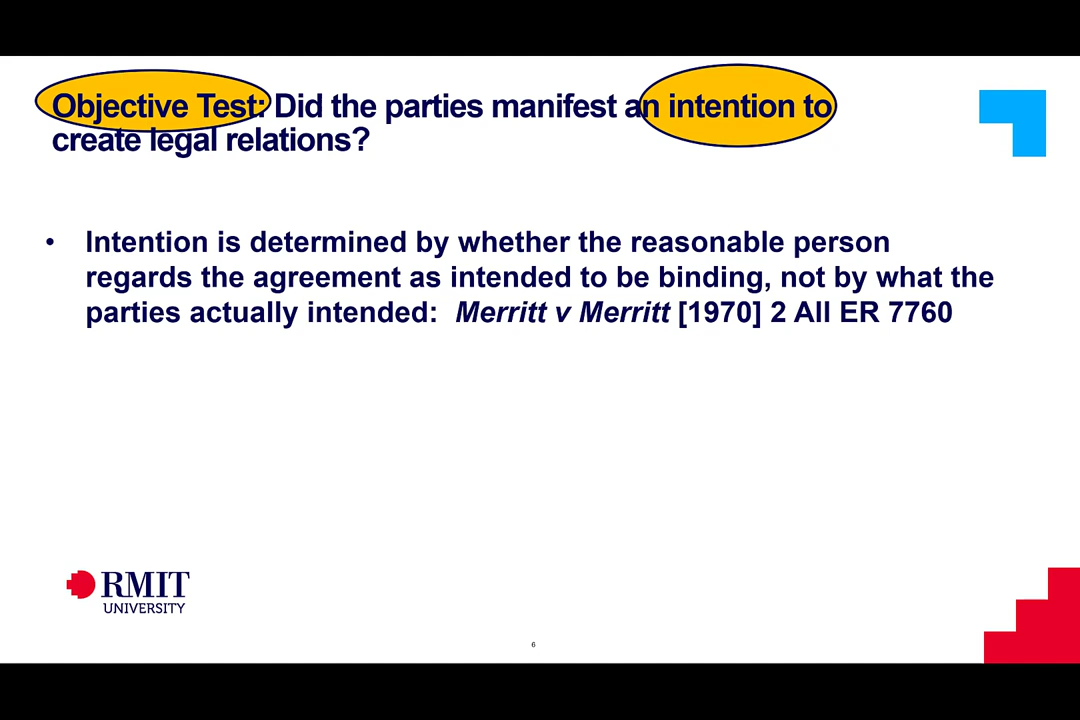 Objective Test: Did the parties manifest an intention to
create legal relations?
• Intention is determined by whether the reasonable person
regards the agreement as intended to be binding, not by what the
parties actually intended: Merritt v Merritt [1970] 2 All ER 7760
RMIT
UNIVERSITY
6